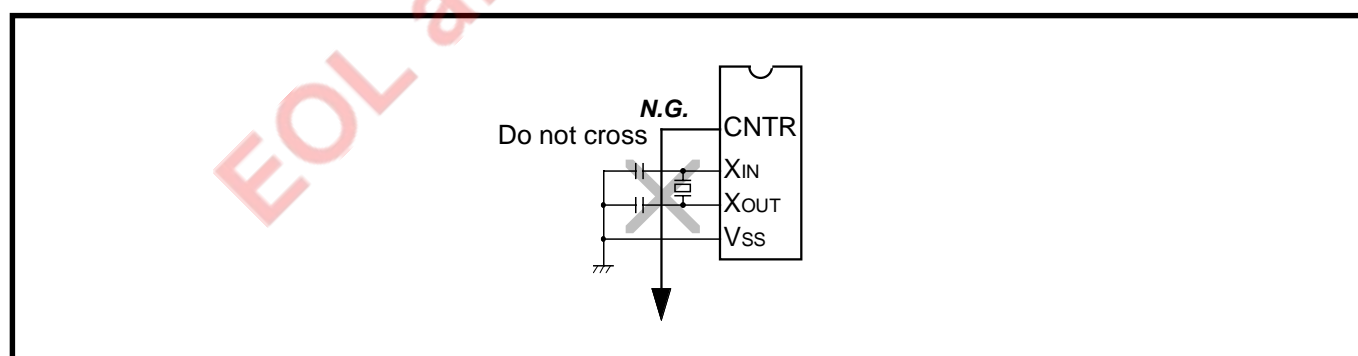 EOL a
N.G.
Do not cross
CNTR
XIN
XOUT
VSS